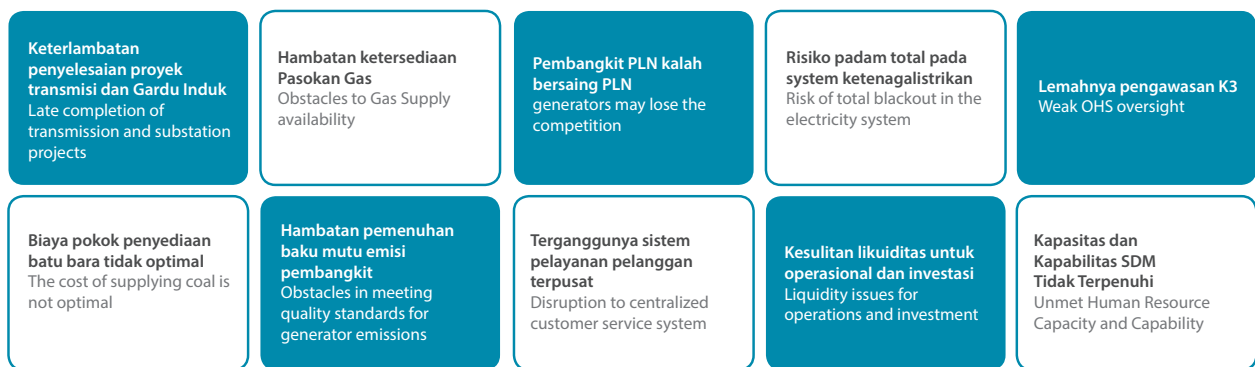 Keterlambatan
penyelesaian proyek
transmisi dan Gardu Induk
Late completion of
transmission and substation
projects
Hambatan ketersediaan
Pasokan Gas
Obstacles to Gas Supply
availability
Pembangkit PLN kalah
bersaing PLN
generators may lose the
competition
Risiko padam total pada
system ketenagalistrikan
Risk of total blackout in the
electricity system
Lemahnya pengawasan K3
Weak OHS oversight
Biaya pokok penyediaan
batu bara tidak optimal
The cost of supplying coal is
not optimal
Hambatan pemenuhan
baku mutu emisi
pembangkit
Obstacles in meeting
quality standards for
generator emissions
Terganggunya sistem
pelayanan pelanggan
terpusat
Disruption to centralized
customer service system
Kesulitan likuiditas untuk
operasional dan investasi
Liquidity issues for
operations and investment
Kapasitas dan
Kapabilitas SDM
Tidak Terpenuhi
Unmet Human Resource
Capacity and Capability